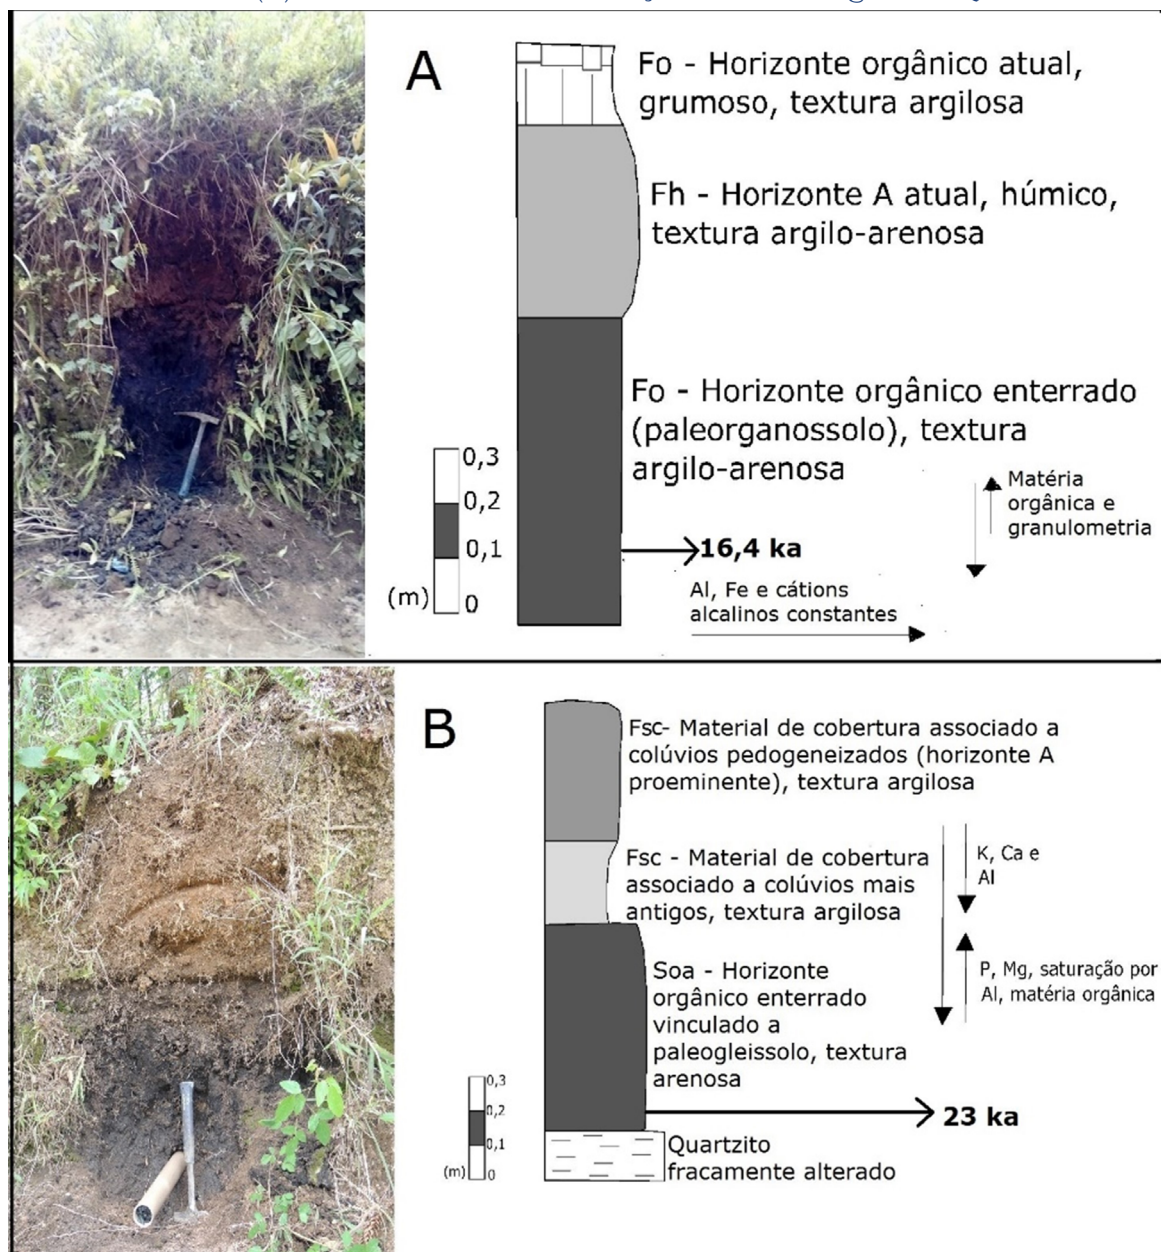 A
Fo - Horizonte orgânico atual,
grumoso, textura argilosa
Fh - Horizonte A atual, húmico,
textura argilo-arenosa
Fo - Horizonte orgânico enterrado
(paleorganossolo), textura
argilo-arenosa
0,3
0,2
0,1
0
(m)
Matéria
orgânica e
granulometria
16,4 ka
Al, Fe e cátions
alcalinos constantes
B
Fsc- Material de cobertura associado a
colúvios pedogeneizados (horizonte A
proeminente), textura argilosa
Fsc - Material de cobertura
associado a colúvios mais
antigos, textura argilosa
K, Ca e
Al
Soa - Horizonte
orgânico enterrado
vinculado a
paleogleissolo, textura
arenosa
P, Mg, saturação por
Al, matéria orgânica
0,3
0,2
0,1
0
(m)
23 ka
Quartzito
fracamente alterado